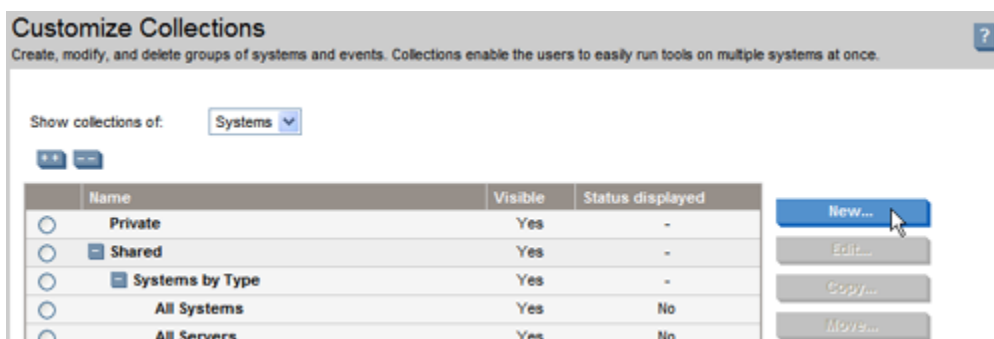 Customize Collections
?
Create, modify, and delete groups of systems and events. Collections enable the users to easily run tools on multiple systems at once.
Show collections of: Systems
++ --
Name Visible Status displayed
Private Yes -
New...
Shared Yes -
Edit...
Systems by Type Yes -
Copy...
All Systems Yes No
Move...
All Servers Yes No